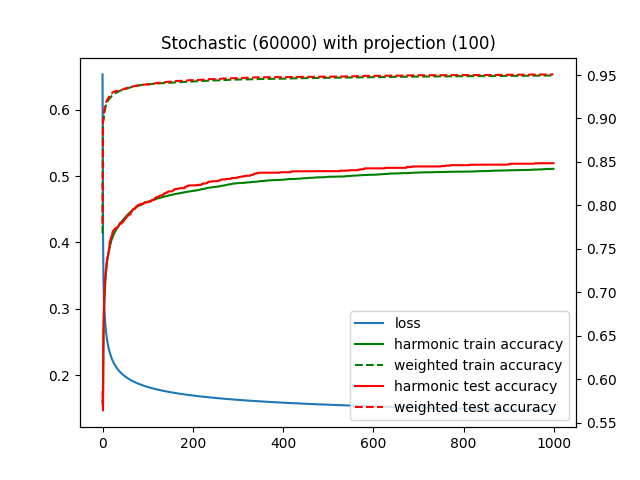 Stochastic (60000) with projection (100)
0.6
0.5
0.4
0.3
0.2
0.95
0.90
0.85
0.80
0.75
0.70
0.65
0.60
0.55
loss
harmonic train accuracy
weighted train accuracy
harmonic test accuracy
weighted test accuracy
0 200 400 600 800 1000